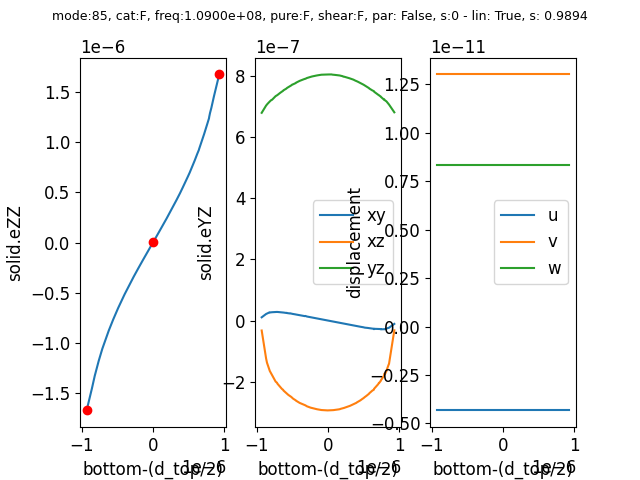 mode:85, cat:F, freq:1.0900e+08, pure:F, shear:F, par: False, s:0 - lin: True, s: 0.9894
1e−6
1.5
1.0
0.5
0.0
−0.5
−1.0
−1.5
solid.eZZ
−1
0
1
1e−6
bottom-(d_top/2)
1e−7
8
6
4
2
0
−2
solid.eYZ
xy
xz
yz
−1
0
1
1e−6
bottom-(d_top/2)
1e−11
1.25
1.00
0.75
0.50
0.25
0.00
−0.25
−0.50
displacement
u
v
w
−1
0
1
1e−6
bottom-(d_top/2)